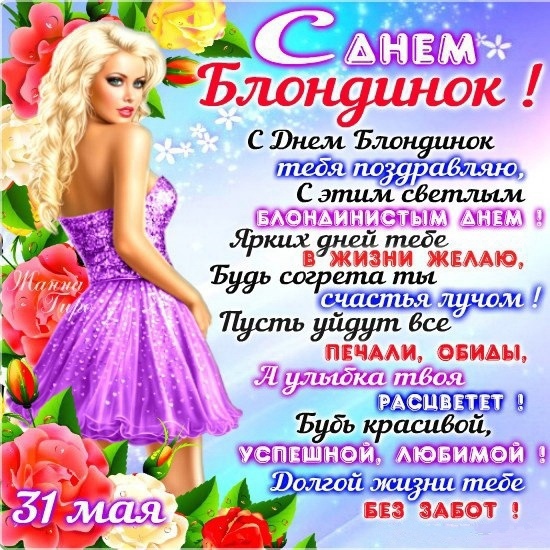 С ДНЕМ
Блондинок !
С Днем Блондинок
тебя поздравляю,
С этим светлым
БЛОНДИНИСТЫМ ДНЕМ !
Ярких дней тебе
В ЖИЗНИ ЖЕЛАЮ,
Будь согрета ты
счастья лучом !
Пусть уйдут все
ПЕЧАЛИ, ОБИДЫ,
А улыбка твоя
РАСЦВЕТЕТ !
Бубь красивой,
УСПЕШНОЙ, ЛЮБИМОЙ !
Долгой жизни тебе
БЕЗ ЗАБОТ !
Жанна
31 мая